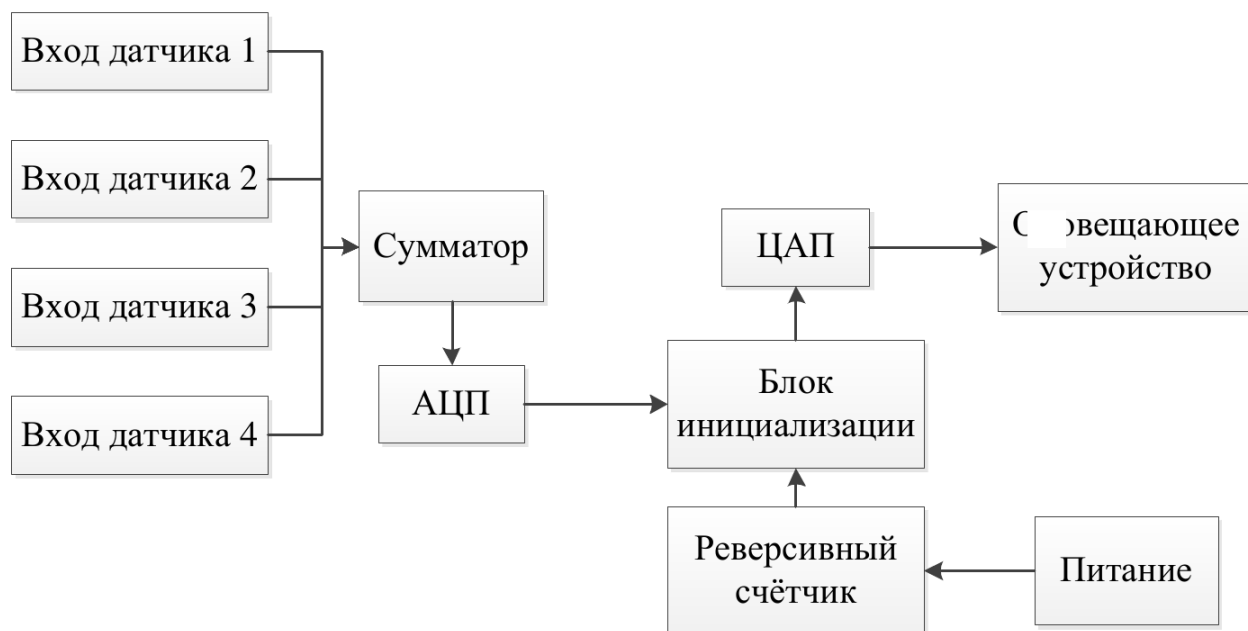 Вход датчика 1
Вход датчика 2
Вход датчика 3
Вход датчика 4
Сумматор
АЦП
ЦАП
устройство
Блок
инициализации
Реверсивный
счётчик
Питание